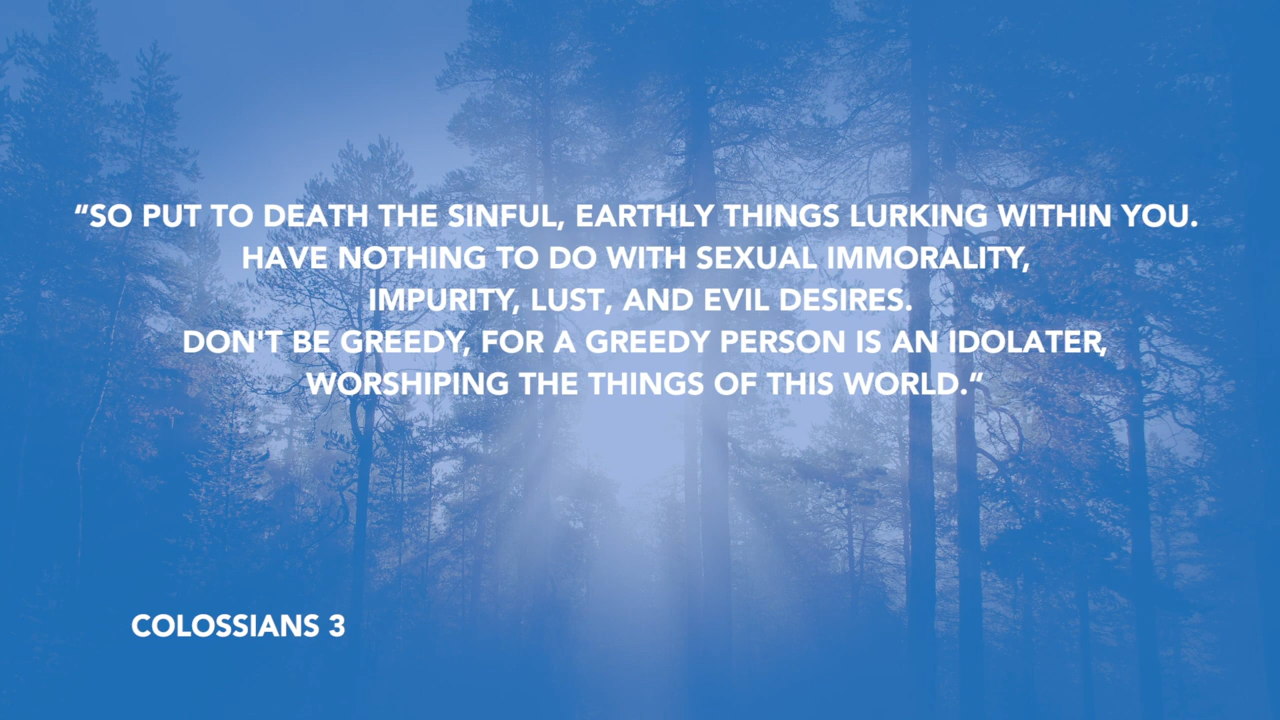 “SO PUT TO DEATH THE SINFUL, EARTHLY THINGS LURKING WITHIN YOU.
HAVE NOTHING TO DO WITH SEXUAL IMMORALITY,
IMPURITY, LUST, AND EVIL DESIRES.
DON'T BE GREEDY, FOR A GREEDY PERSON IS AN IDOLATER,
WORSHIPING THE THINGS OF THIS WORLD.“
COLOSSIANS 3